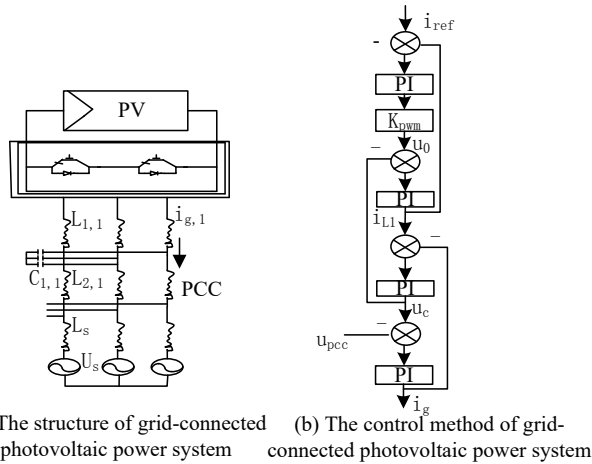 PV
L1,1
ig,1
C1,1
L2,1
PCC
Ls
Us
The structure of grid-connected
photovoltaic power system
iref
-
PI
Kpwm
−
u0
PI
iL1
−
PI
uc
−
upcc
PI
ig
(b) The control method of grid-
connected photovoltaic power system